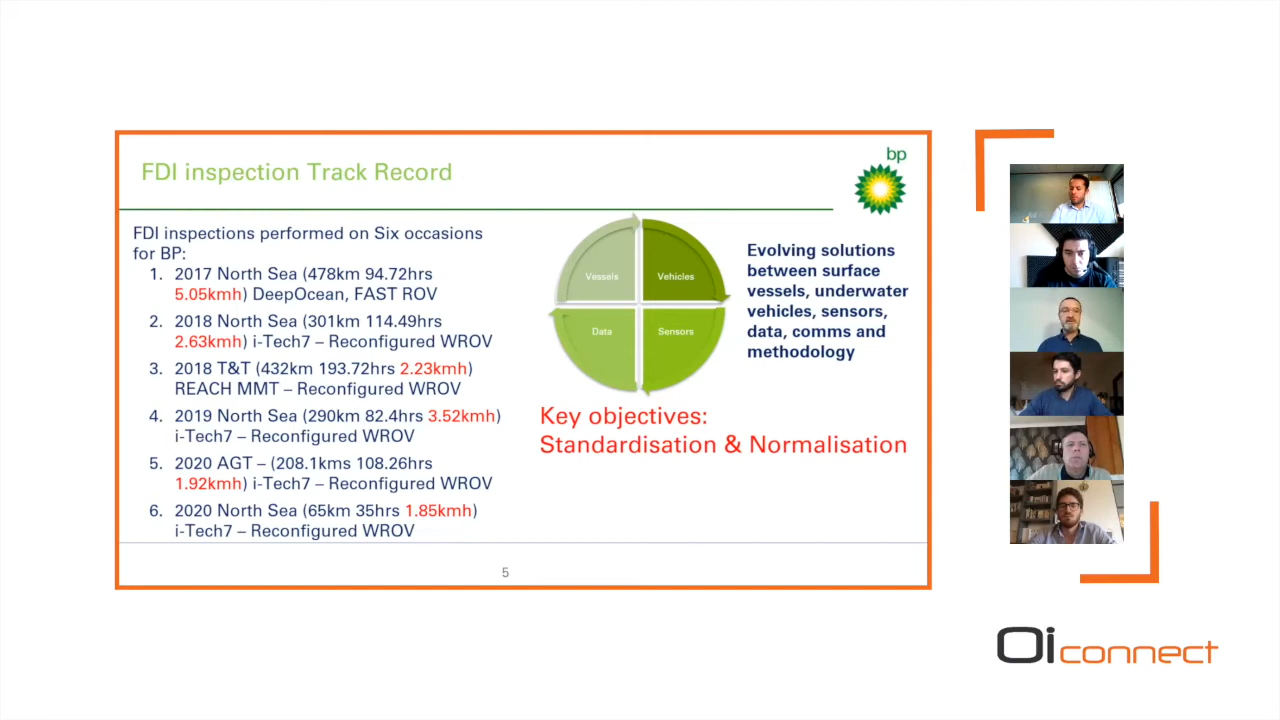 FDI inspection Track Record
bp
FDI inspections performed on Six occasions
for BP:
1. 2017 North Sea (478km 94.72hrs
5.05kmh) DeepOcean, FAST ROV
2. 2018 North Sea (301km 114.49hrs
2.63kmh) i-Tech7 – Reconfigured WROV
3. 2018 T&T (432km 193.72hrs 2.23kmh)
REACH MMT – Reconfigured WROV
4. 2019 North Sea (290km 82.4hrs 3.52kmh)
i-Tech7 – Reconfigured WROV
5. 2020 AGT – (208.1kms 108.26hrs
1.92kmh) i-Tech7 – Reconfigured WROV
6. 2020 North Sea (65km 35hrs 1.85kmh)
i-Tech7 – Reconfigured WROV
Vessels
Vehicles
Data
Sensors
Evolving solutions
between surface
vessels, underwater
vehicles, sensors,
data, comms and
methodology
Key objectives:
Standardisation & Normalisation
5
Oi connect